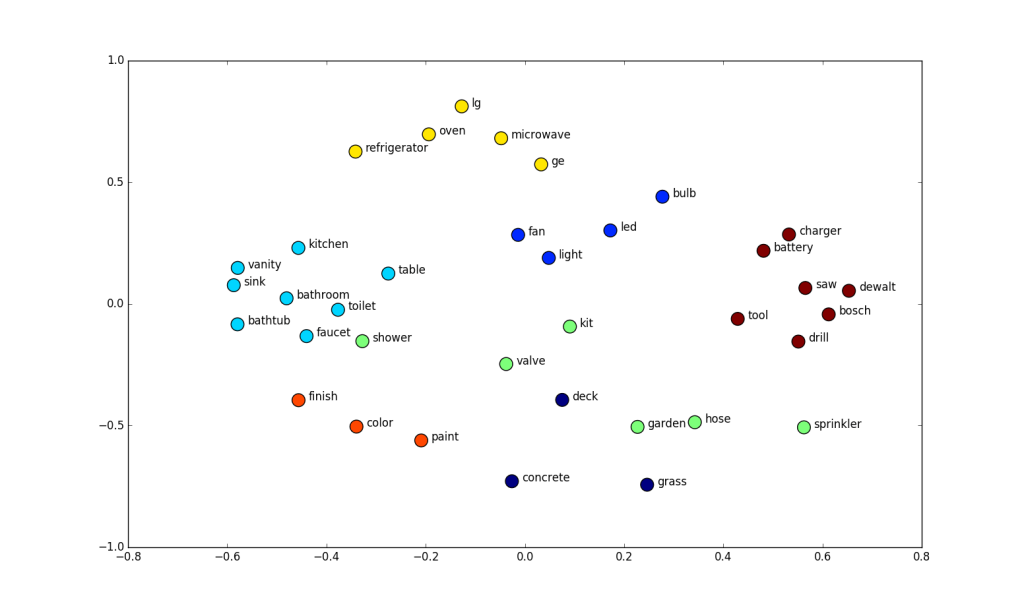 1.0
lg
oven
microwave
refrigerator
ge
0.5
bulb
led
fan
charger
kitchen
battery
light
vanity
table
sink
saw
dewalt
bathroom
0.0
toilet
bosch
tool
bathtub
kit
faucet
shower
drill
valve
finish
deck
hose
color
garden
sprinkler
−0.5
paint
concrete
grass
−1.0
−0.8 −0.6 −0.4 −0.2 0.0 0.2 0.4 0.6 0.8